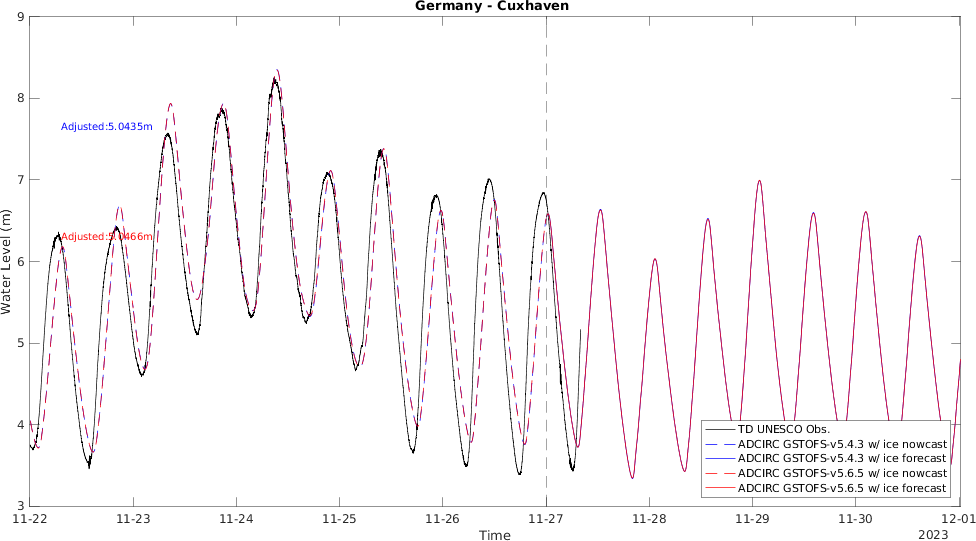 Germany - Cuxhaven
9
8
7
6
5
4
3
Water Level (m)
Adjusted:5.0435m
Adjusted:5.0466m
TD UNESCO Obs.
ADCIRC GSTOFS-v5.4.3 w/ ice nowcast
ADCIRC GSTOFS-v5.4.3 w/ ice forecast
ADCIRC GSTOFS-v5.6.5 w/ ice nowcast
ADCIRC GSTOFS-v5.6.5 w/ ice forecast
11-22 11-23 11-24 11-25 11-26 11-27 11-28 11-29 11-30 12-01
Time
2023